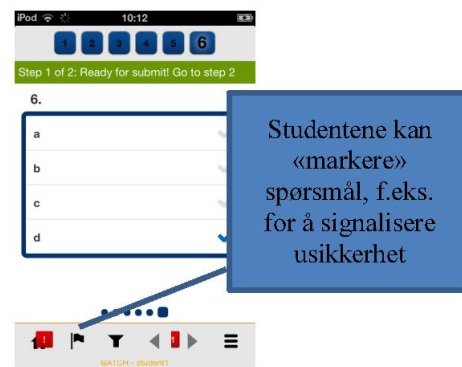 iPod 10:12
1 2 3 4 5 6
Step 1 of 2: Ready for submit! Go to step 2
6.
a
b
c
d
Studentene kan
«markere»
spørsmål, f.eks.
for å signalisere
usikkerhet
! 1
BATCH - student1